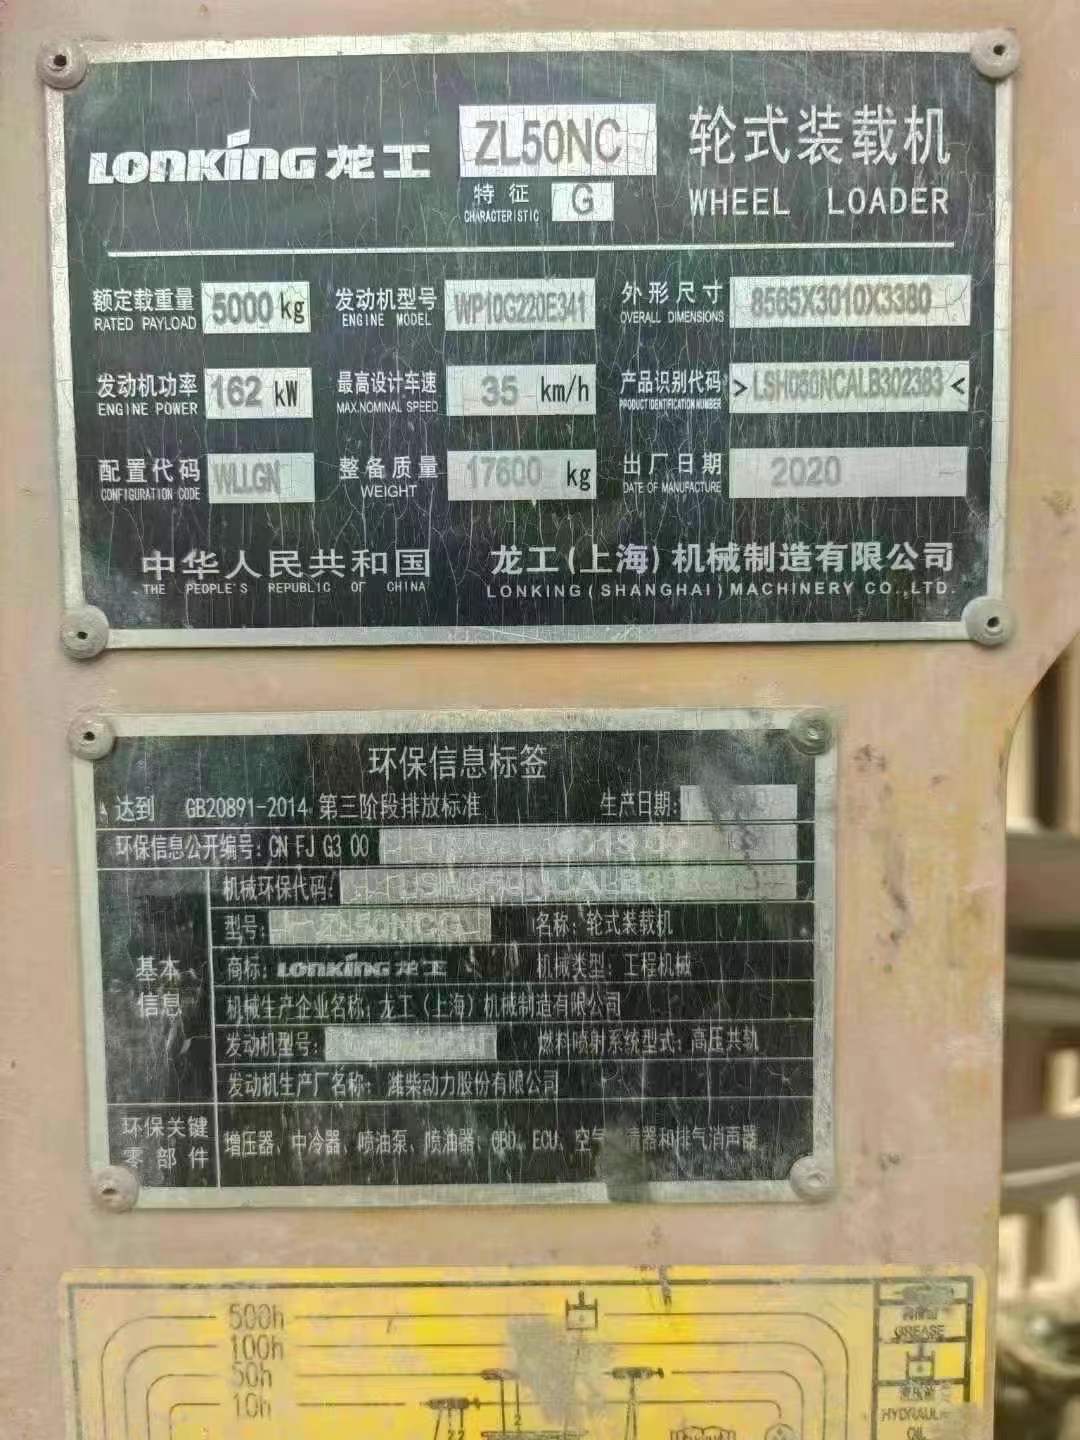 LONKING 龙工 ZL50NC 轮式装载机
特征 G WHEEL LOADER
CHARACTERISTIC
额定载重量 5000 kg 发动机型号 WP10G220E341 外形尺寸 8565X3010X3380
RATED PAYLOAD ENGINE MODEL OVERALL DIMENSIONS
发动机功率 162 kW 最高设计车速 35 km/h 产品识别代码 >LSH050NCALB302383<
ENGINE POWER MAX.NOMINAL SPEED PRODUCT IDENTIFICATION NUMBER
配置代码 WLLGN 整备质量 17600 kg 出厂日期 2020
CONFIGURATION CODE WEIGHT DATE OF MANUFACTURE
中华人民共和国 龙工(上海)机械制造有限公司
THE PEOPLE'S REPUBLIC OF CHINA LONKING (SHANGHAI) MACHINERY CO.,LTD.
环保信息标签
达到 GB20891-2014 第三阶段排放标准 生产日期:
环保信息公开编号: CN FJ G3 00
机械环保代码:
型号: ZL50NCG 名称: 轮式装载机
基本
信息
商标: LONKING 龙工 机械类型: 工程机械
机械生产企业名称: 龙工(上海)机械制造有限公司
发动机型号: 燃料喷射系统型式: 高压共轨
发动机生产厂名称: 潍柴动力股份有限公司
环保关键
零部件
增压器、中冷器、喷油泵、喷油器、OBD、ECU、空气 清器和排气消声器
500h
100h
50h
10h
GREASE
HYDRAULIC
OIL
2
2 2